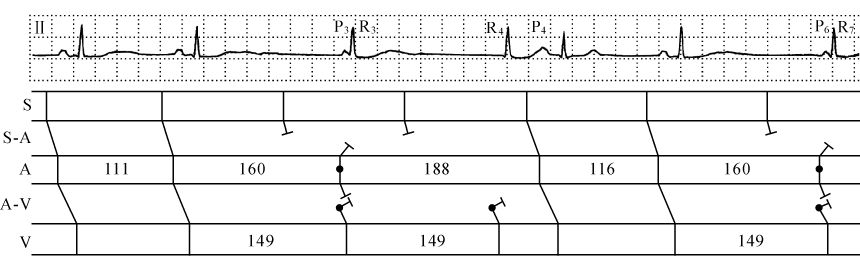 II P3 R3 R4 P4 P6 R7
S
S-A
A 111 160 188 116 160
A-V
V 149 149 149